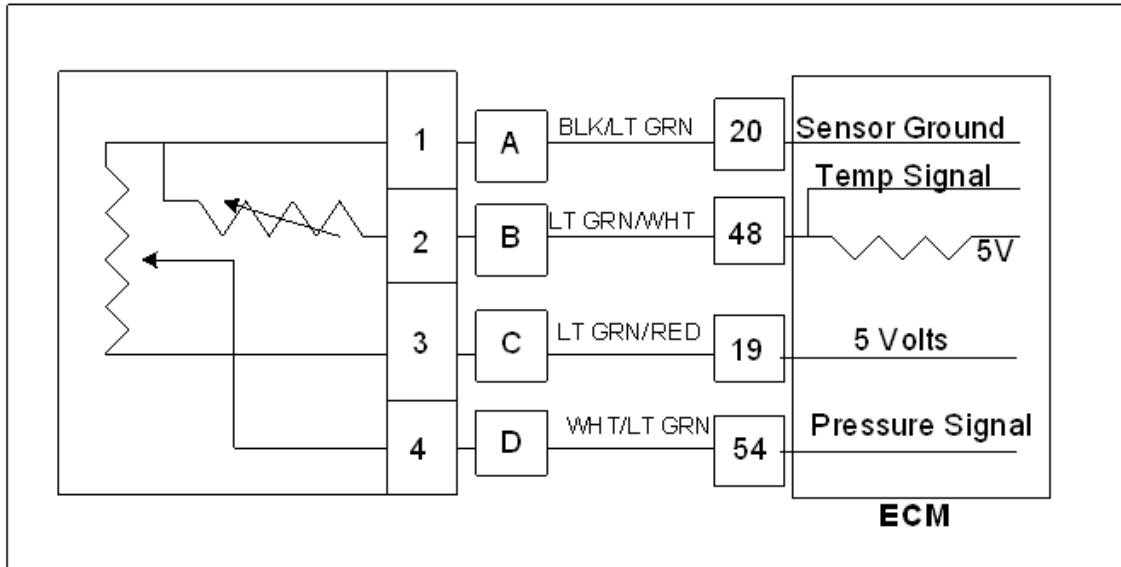 1 A BLK/LT GRN 20 Sensor Ground
Temp Signal
2 B LT GRN/WHT 48 5V
3 C LT GRN/RED 19 5 Volts
4 D WHT/LT GRN 54 Pressure Signal
ECM